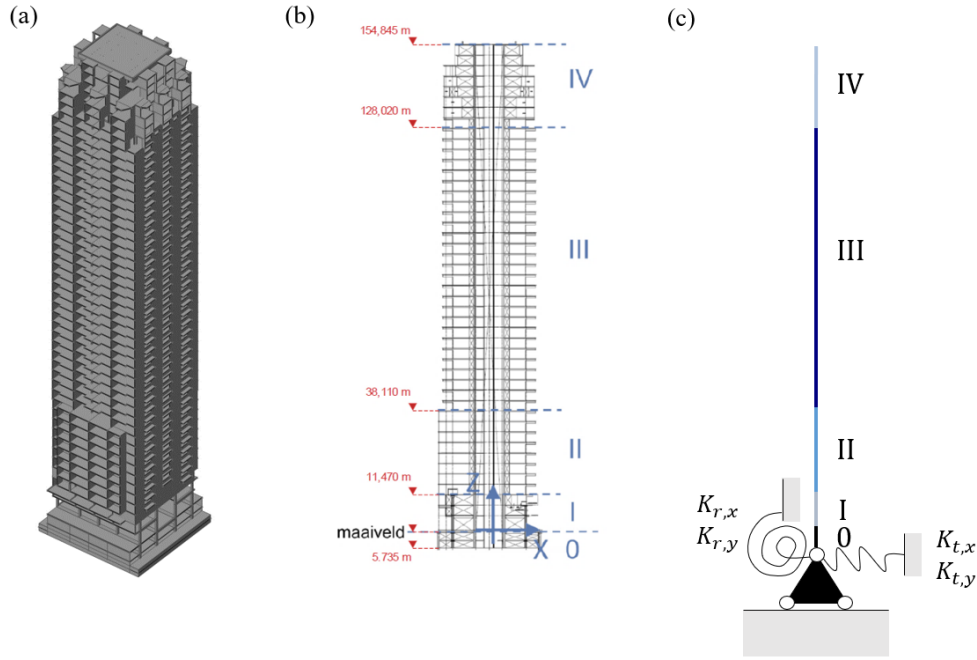 (a)
(b)
(c)
154,845 m
IV
128,020 m
III
38,110 m
II
11,470 m
Z
I
maaiveld
X 0
5.735 m
IV
III
II
I
0
K_{r,x}
K_{r,y}
K_{t,x}
K_{t,y}